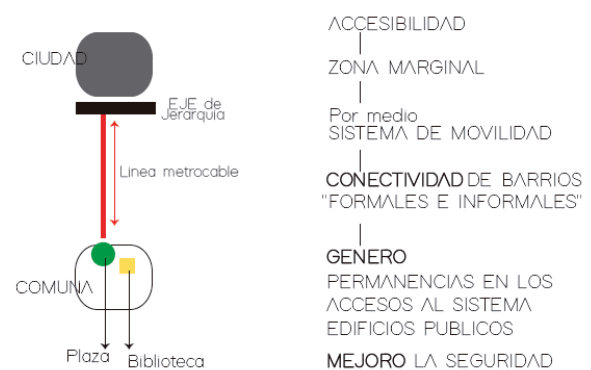 CIUDAD
EJE de
Jerarquia
Linea metrocable
COMUNA
Plaza
Biblioteca
ACCESIBILIDAD
ZONA MARGINAL
Por medio
SISTEMA DE MOVILIDAD
CONECTIVIDAD DE BARRIOS
"FORMALES E INFORMALES"
GENERO
PERMANENCIAS EN LOS
ACCESOS AL SISTEMA
EDIFICIOS PUBLICOS
MEJORO LA SEGURIDAD